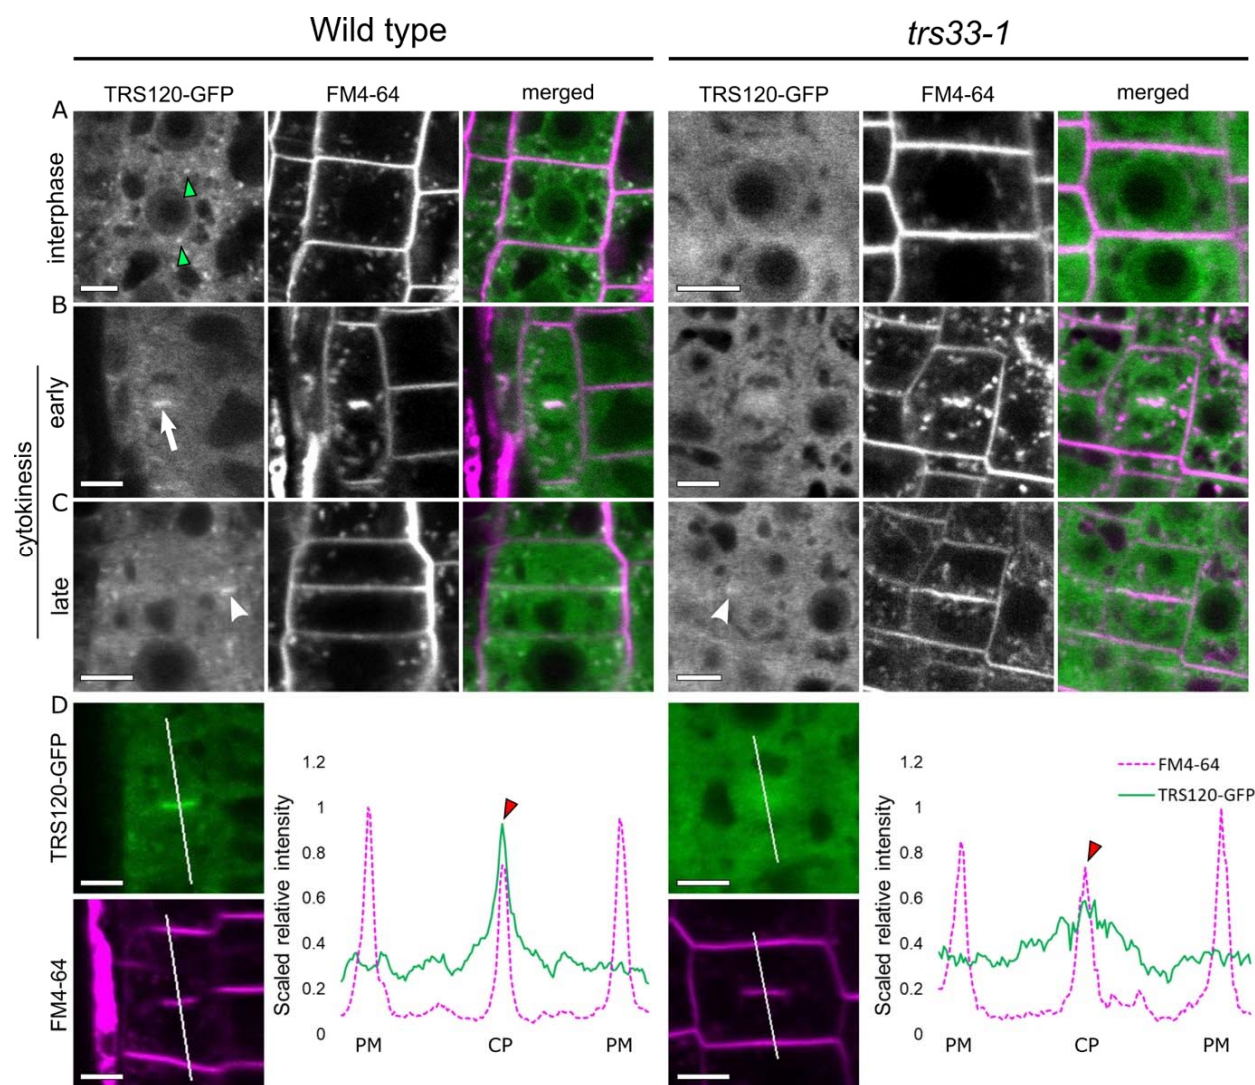 Wild type
trs33-1
TRS120-GFP FM4-64 merged
TRS120-GFP FM4-64 merged
A
interphase
B
cytokinesis
early
C
late
D
TRS120-GFP
FM4-64
Scaled relative intensity
1.2
1
0.8
0.6
0.4
0.2
0
PM CP PM
Scaled relative intensity
1.2
1
0.8
0.6
0.4
0.2
0
FM4-64
TRS120-GFP
PM CP PM